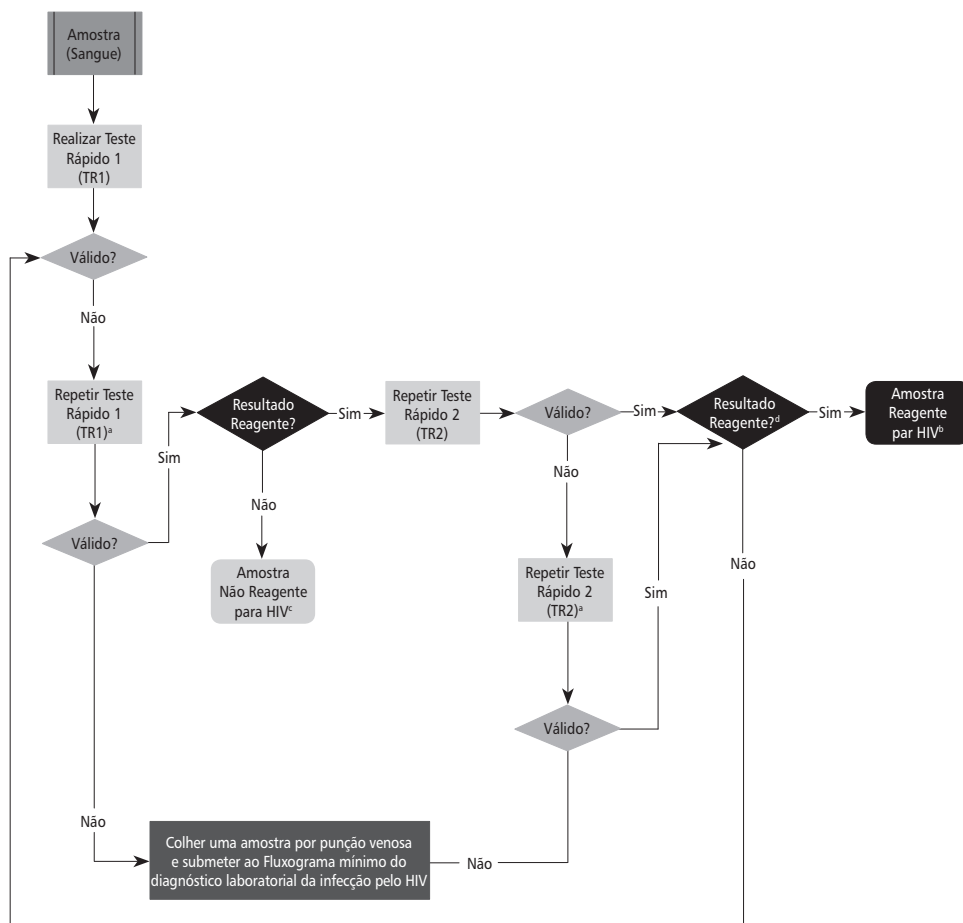 Amostra
(Sangue)
Realizar Teste
Rápido 1
(TR1)
Válido?
Não
Repetir Teste
Rápido 1
(TR1)ᵃ
Sim
Válido?
Não
Resultado
Reagente?
Sim
Não
Amostra
Não Reagente
para HIVᶜ
Repetir Teste
Rápido 2
(TR2)
Válido?
Sim
Não
Repetir Teste
Rápido 2
(TR2)ᵃ
Válido?
Sim
Não
Resultado
Reagente?ᵈ
Sim
Não
Amostra
Reagente
par HIVᵇ
Colher uma amostra por punção venosa
e submeter ao Fluxograma mínimo do
diagnóstico laboratorial da infecção pelo HIV